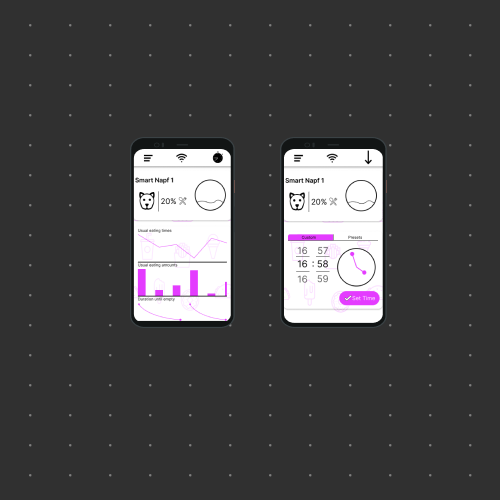 Smart Napf 1
20%
Usual eating times
Usual eating amounts
Duration until empty
Smart Napf 1
20%
Custom Presets
16 57
16 : 58
16 59
Set Time